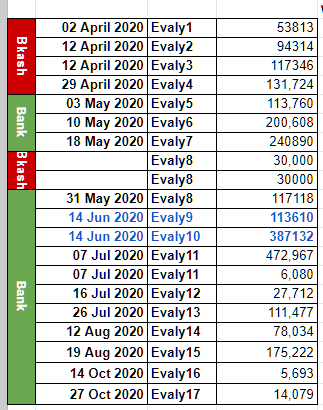 Bkash
02 April 2020 Evaly1 53813
12 April 2020 Evaly2 94314
12 April 2020 Evaly3 117346
29 April 2020 Evaly4 131,724
Bank
03 May 2020 Evaly5 113,760
10 May 2020 Evaly6 200,608
18 May 2020 Evaly7 240890
Bkash
Evaly8 30,000
Evaly8 30000
Bank
31 May 2020 Evaly8 117118
14 Jun 2020 Evaly9 113610
14 Jun 2020 Evaly10 387132
07 Jul 2020 Evaly11 472,967
07 Jul 2020 Evaly11 6,080
16 Jul 2020 Evaly12 27,712
26 Jul 2020 Evaly13 111,477
12 Aug 2020 Evaly14 78,034
19 Aug 2020 Evaly15 175,222
14 Oct 2020 Evaly16 5,693
27 Oct 2020 Evaly17 14,079